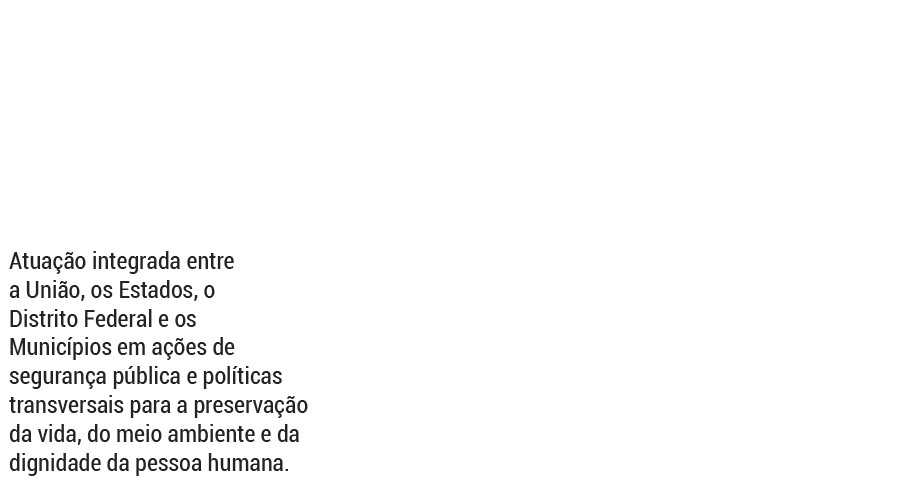 Atuação integrada entre
a União, os Estados, o
Distrito Federal e os
Municípios em ações de
segurança pública e políticas
transversais para a preservação
da vida, do meio ambiente e da
dignidade da pessoa humana.